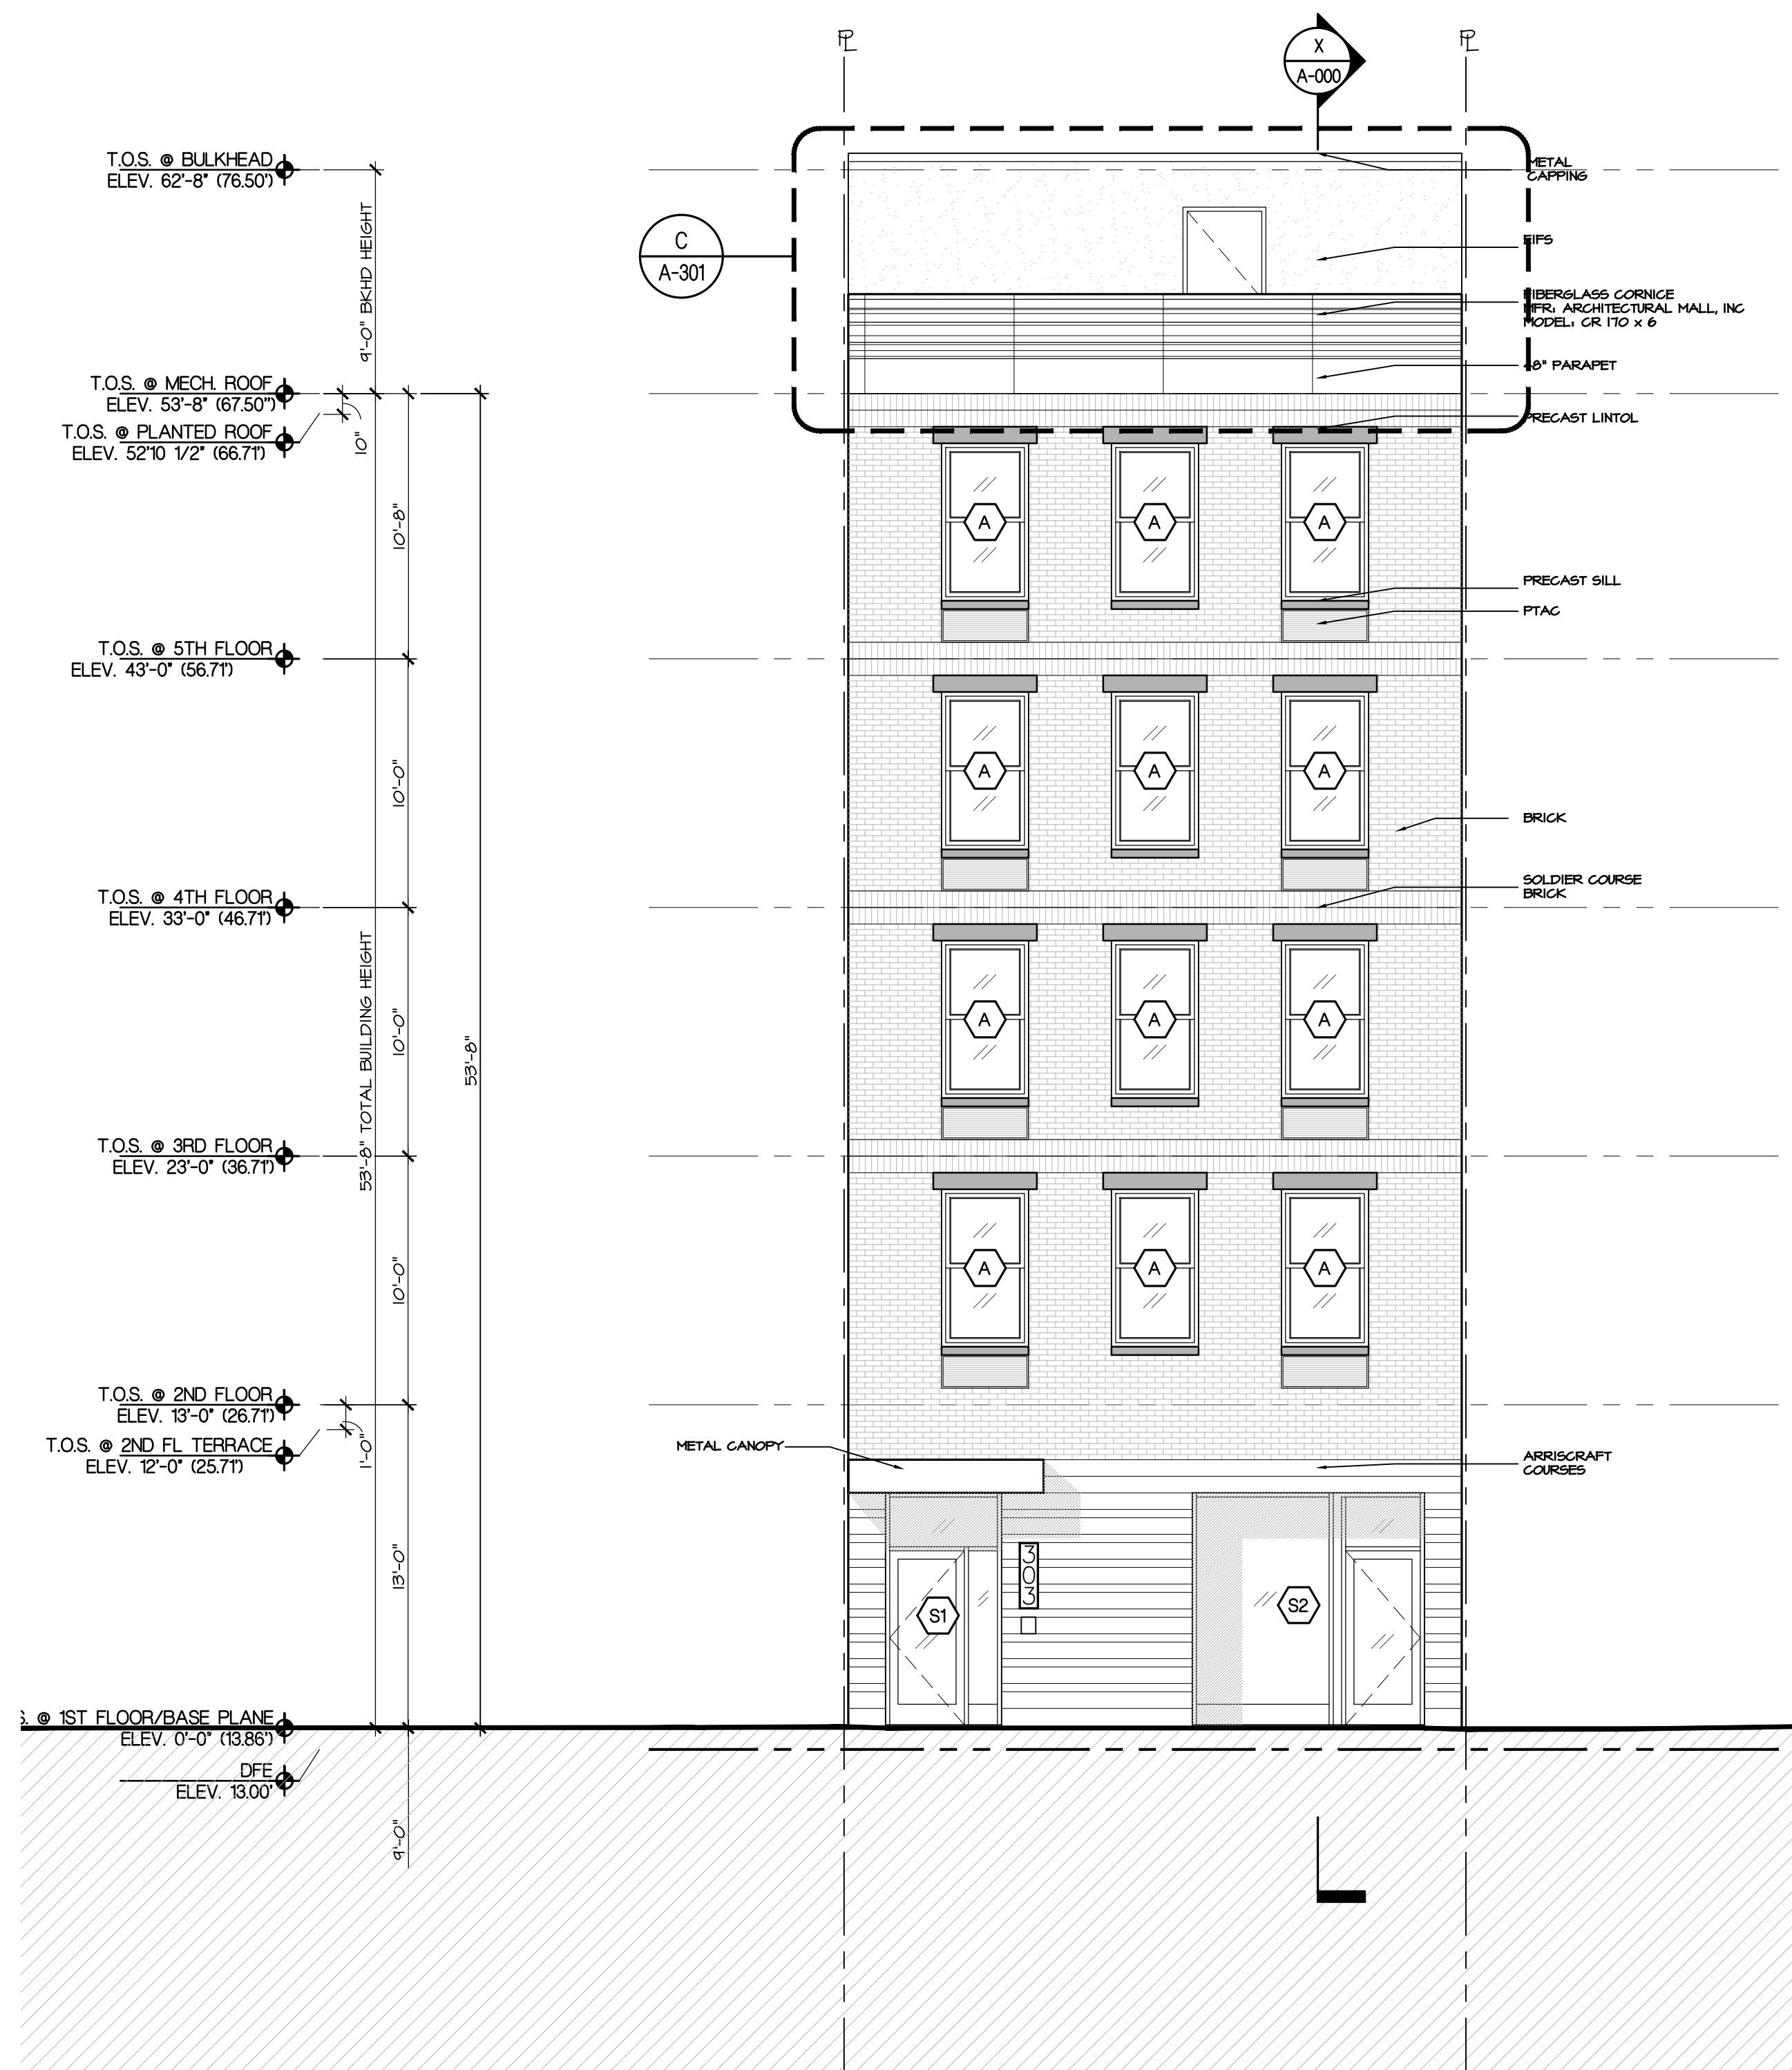 PL
PL
X
A-000
T.O.S. @ BULKHEAD
ELEV. 62'-8" (76.50')
METAL
CAPPING
9'-0" BKHD HEIGHT
C
A-301
EIFS
FIBERGLASS CORNICE
MFR: ARCHITECTURAL MALL, INC
MODEL: CR 170 x 6
48" PARAPET
T.O.S. @ MECH. ROOF
ELEV. 53'-8" (67.50")
T.O.S. @ PLANTED ROOF
ELEV. 52'10 1/2" (66.71')
10"
PRECAST LINTOL
10'-8"
A
A
A
PRECAST SILL
PTAC
T.O.S. @ 5TH FLOOR
ELEV. 43'-0" (56.71')
10'-0"
A
A
A
BRICK
SOLDIER COURSE
BRICK
T.O.S. @ 4TH FLOOR
ELEV. 33'-0" (46.71')
53'-8" TOTAL BUILDING HEIGHT
10'-0"
53'-8"
A
A
A
T.O.S. @ 3RD FLOOR
ELEV. 23'-0" (36.71')
10'-0"
A
A
A
T.O.S. @ 2ND FLOOR
ELEV. 13'-0" (26.71')
T.O.S. @ 2ND FL TERRACE
ELEV. 12'-0" (25.71')
1'-0"
METAL CANOPY
ARRISCRAFT
COURSES
13'-0"
303
S1
S2
S. @ 1ST FLOOR/BASE PLANE
ELEV. 0'-0" (13.86')
DFE
ELEV. 13.00'
9'-0"